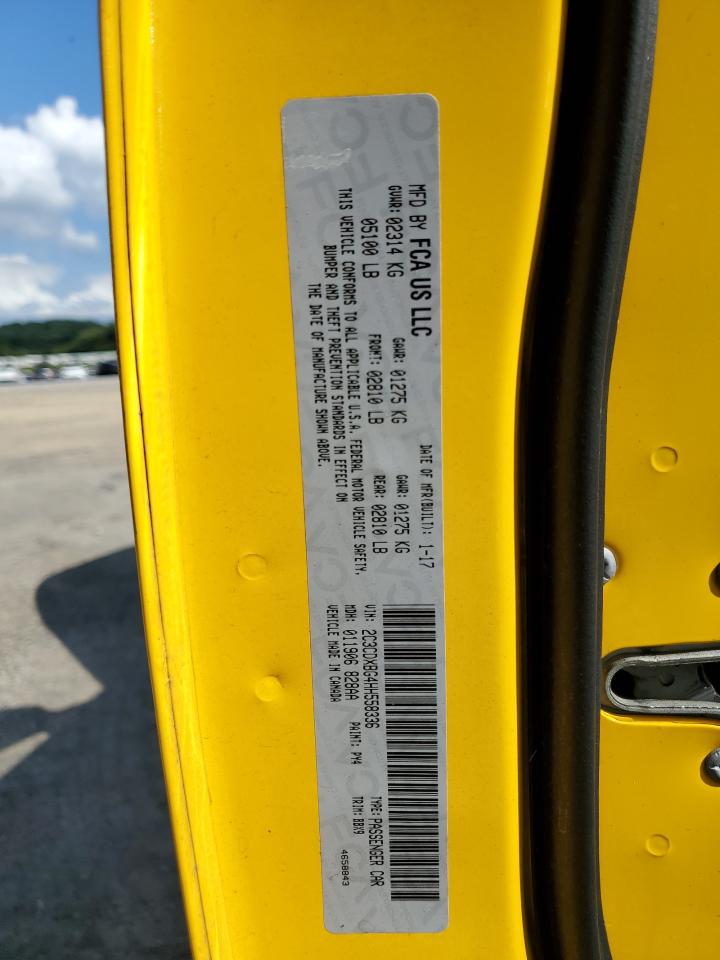 MFD BY FCA US LLC
DATE OF MFR(BUILT): 1-17
GVWR: 02314 KG
GAWR: 01275 KG
GAWR: 01275 KG
05100 LB
FRONT: 02810 LB
REAR: 02810 LB
THIS VEHICLE CONFORMS TO ALL APPLICABLE U.S.A. FEDERAL MOTOR VEHICLE SAFETY,
BUMPER AND THEFT PREVENTION STANDARDS IN EFFECT ON
THE DATE OF MANUFACTURE SHOWN ABOVE.
VIN: 2C3CDXBG4HH558336
TYPE: PASSENGER CAR
MDH: 011906 828AA
PAINT: PY4
TRIM: BBX9
VEHICLE MADE IN CANADA
4658843